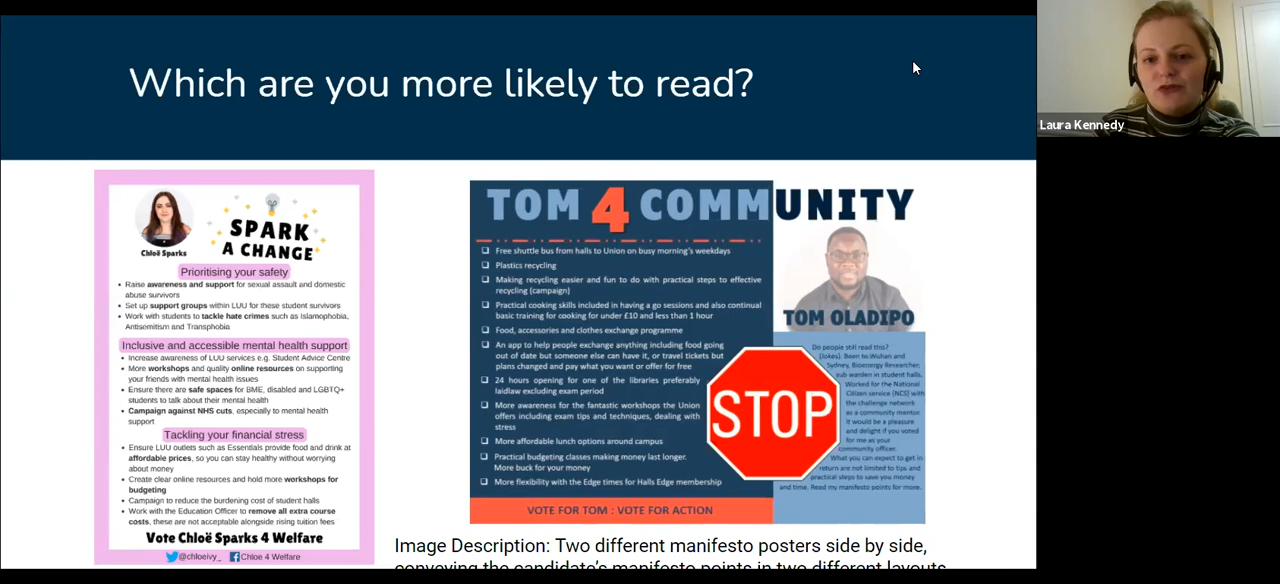 Which are you more likely to read?
Laura Kennedy
Chloë Sparks
SPARK
A CHANGE
Prioritising your safety
• Raise awareness and support for sexual assault and domestic
abuse survivors
• Set up support groups within LUU for these student survivors
• Work with students to tackle hate crimes such as Islamophobia,
Antisemitism and Transphobia
Inclusive and accessible mental health support
• Increase awareness of LUU services e.g. Student Advice Centre
• More workshops and quality online resources on supporting
your friends with mental health issues
• Ensure there are safe spaces for BME, disabled and LGBTQ+
students to talk about their mental health
• Campaign against NHS cuts, especially to mental health
support
Tackling your financial stress
• Ensure LUU outlets such as Essentials provide food and drink at
affordable prices, so you can stay healthy without worrying
about money
• Create clear online resources and hold more workshops for
budgeting
• Campaign to reduce the burdening cost of student halls
• Work with the Education Officer to remove all extra course
costs, these are not acceptable alongside rising tuition fees
Vote Chloë Sparks 4 Welfare
@chloeivy_ Chloe 4 Welfare
TOM 4 COMMUNITY
❑ Free shuttle bus from halls to Union on busy morning's weekdays
❑ Plastics recycling
❑ Making recycling easier and fun to do with practical steps to effective
recycling (campaign)
❑ Practical cooking skills included in having a go sessions and also continual
basic training for cooking for under £10 and less than 1 hour
❑ Food, accessories and clothes exchange programme
❑ An app to help people exchange anything including food going
out of date but someone else can have it, or travel tickets but
plans changed and pay what you want or offer for free
❑ 24 hours opening for one of the libraries preferably
laidlaw excluding exam period
❑ More awareness for the fantastic workshops the Union
offers including exam tips and techniques, dealing with
stress
❑ More affordable lunch options around campus
❑ Practical budgeting classes making money last longer.
More buck for your money
❑ More flexibility with the Edge times for Halls Edge membership
VOTE FOR TOM : VOTE FOR ACTION
STOP
TOM OLADIPO
Do people still read this?
(Jokes). Been to Wuhan and
Sydney, Bioenergy Researcher,
sub warden in student halls.
Worked for the National
Citizen service (NCS) with
the challenge network
as a community mentor.
It would be a pleasure
and delight if you voted
for me as your
community officer.
What you can expect to get in
return are not limited to tips and
practical steps to save you money
and time. Read my manifesto points for more.
Image Description: Two different manifesto posters side by side,
conveying the candidate's manifesto points in two different layouts